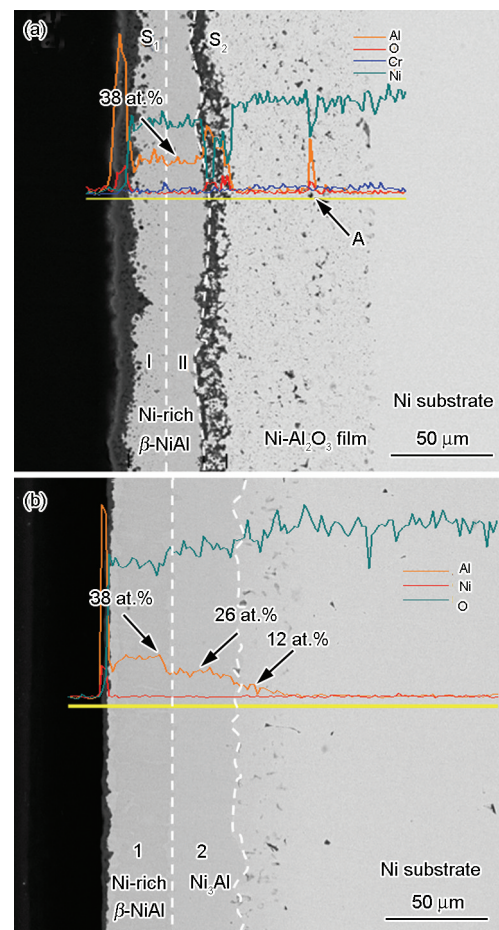 (a)
S1
S2
Al
O
Cr
Ni
38 at.%
A
I
II
Ni-rich
β-NiAl
Ni-Al2O3 film
Ni substrate
50 μm
(b)
Al
Ni
O
38 at.%
26 at.%
12 at.%
1
2
Ni-rich
β-NiAl
Ni3Al
Ni substrate
50 μm